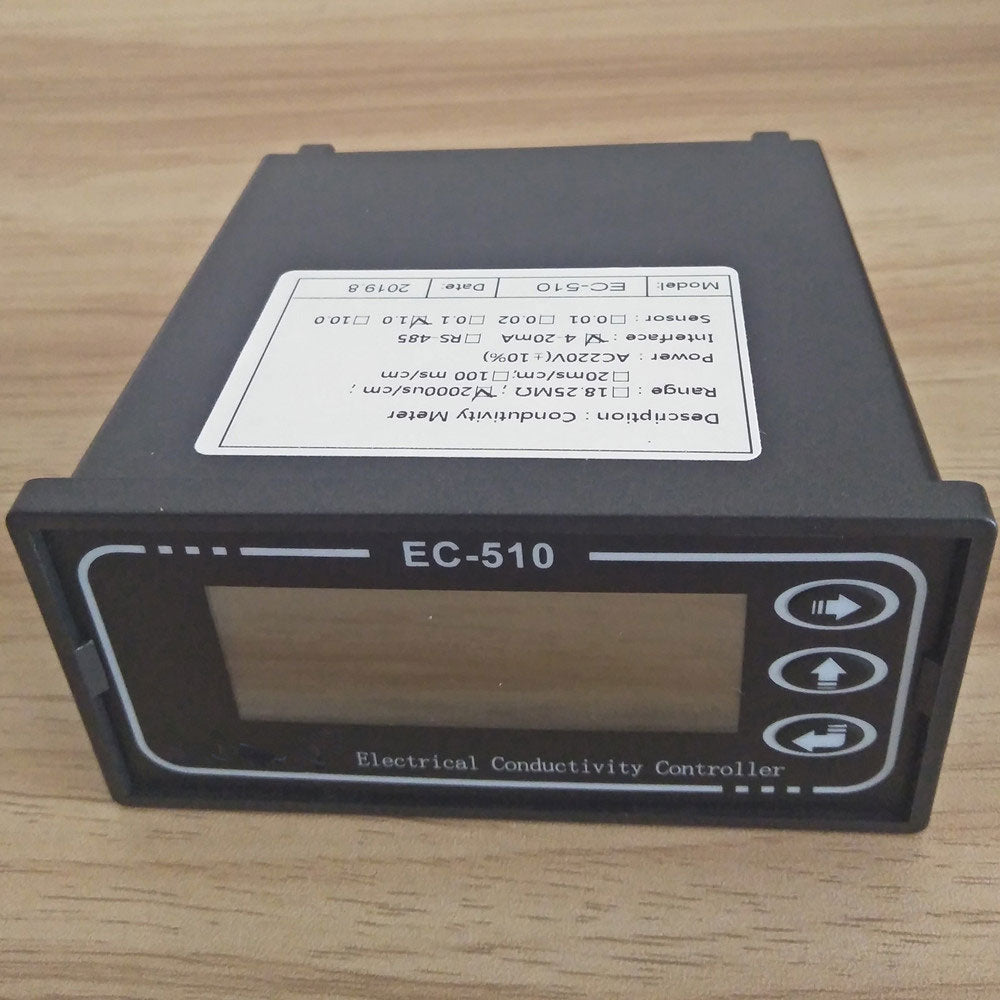 Model: EC-510 Date: 2019.8
Description : Condutivity Meter
Range : □18.25MΩ ; ☑2000us/cm ;
□20ms/cm; □100 ms/cm
Power : AC220V(±10%)
Interface : ☑4-20mA □RS-485
Sensor : □0.01 □0.02 □0.1 ☑1.0 □10.0
EC-510
Electrical Conductivity Controller